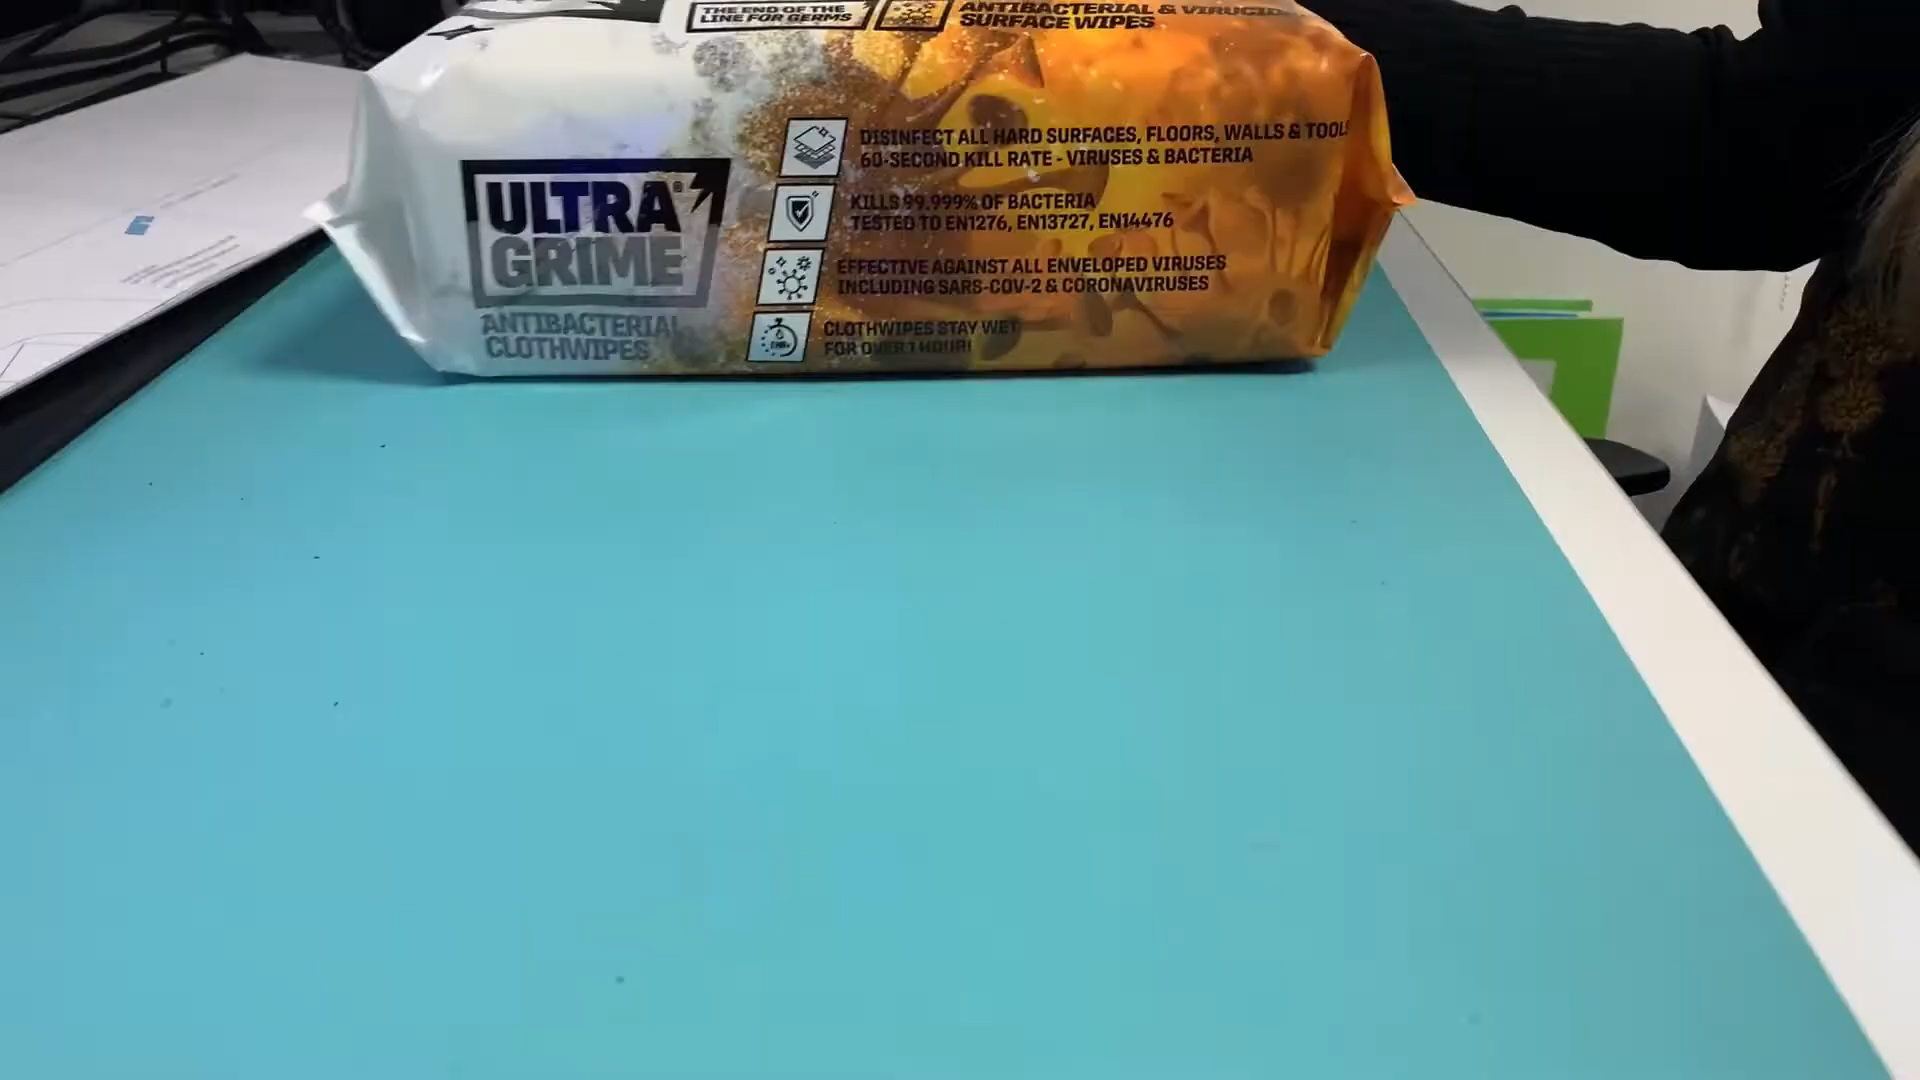 THE END OF THE
LINE FOR GERMS
ANTIBACTERIAL & VIRUCIDAL
SURFACE WIPES
DISINFECT ALL HARD SURFACES, FLOORS, WALLS & TOOLS
60-SECOND KILL RATE - VIRUSES & BACTERIA
ULTRA®
GRIME
ANTIBACTERIAL
CLOTHWIPES
KILLS 99.999% OF BACTERIA
TESTED TO EN1276, EN13727, EN14476
EFFECTIVE AGAINST ALL ENVELOPED VIRUSES
INCLUDING SARS-COV-2 & CORONAVIRUSES
CLOTHWIPES STAY WET
FOR OVER 1 HOUR!